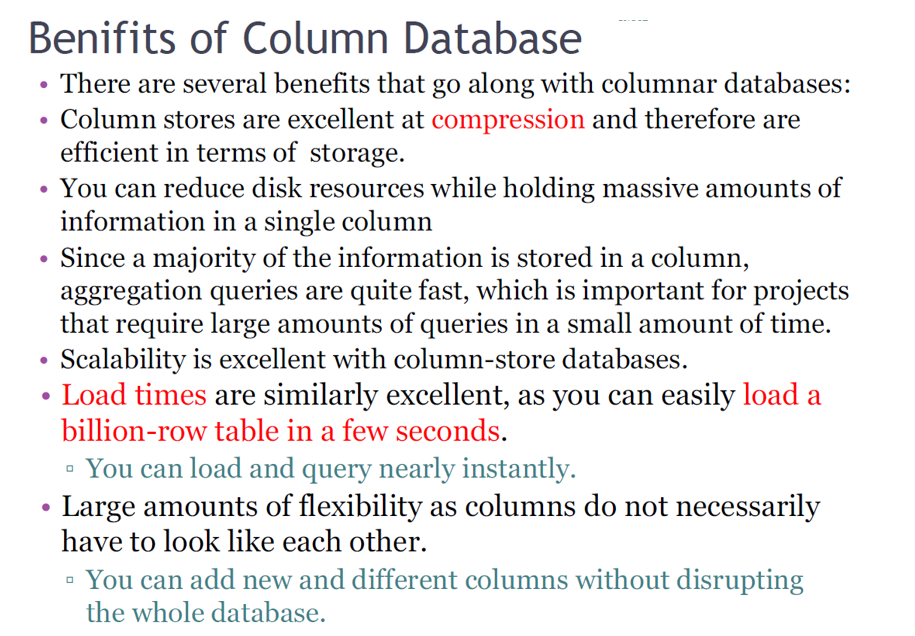 Benifits of Column Database
• There are several benefits that go along with columnar databases:
• Column stores are excellent at compression and therefore are
efficient in terms of storage.
• You can reduce disk resources while holding massive amounts of
information in a single column
• Since a majority of the information is stored in a column,
aggregation queries are quite fast, which is important for projects
that require large amounts of queries in a small amount of time.
• Scalability is excellent with column-store databases.
• Load times are similarly excellent, as you can easily load a
billion-row table in a few seconds.
▫ You can load and query nearly instantly.
• Large amounts of flexibility as columns do not necessarily
have to look like each other.
▫ You can add new and different columns without disrupting
the whole database.